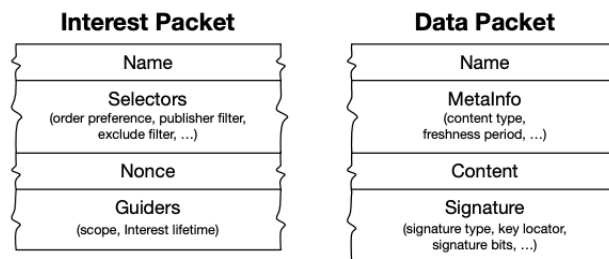 Interest Packet
Name
Selectors
(order preference, publisher filter,
exclude filter, ...)
Nonce
Guiders
(scope, Interest lifetime)
Data Packet
Name
MetaInfo
(content type,
freshness period, ...)
Content
Signature
(signature type, key locator,
signature bits, ...)